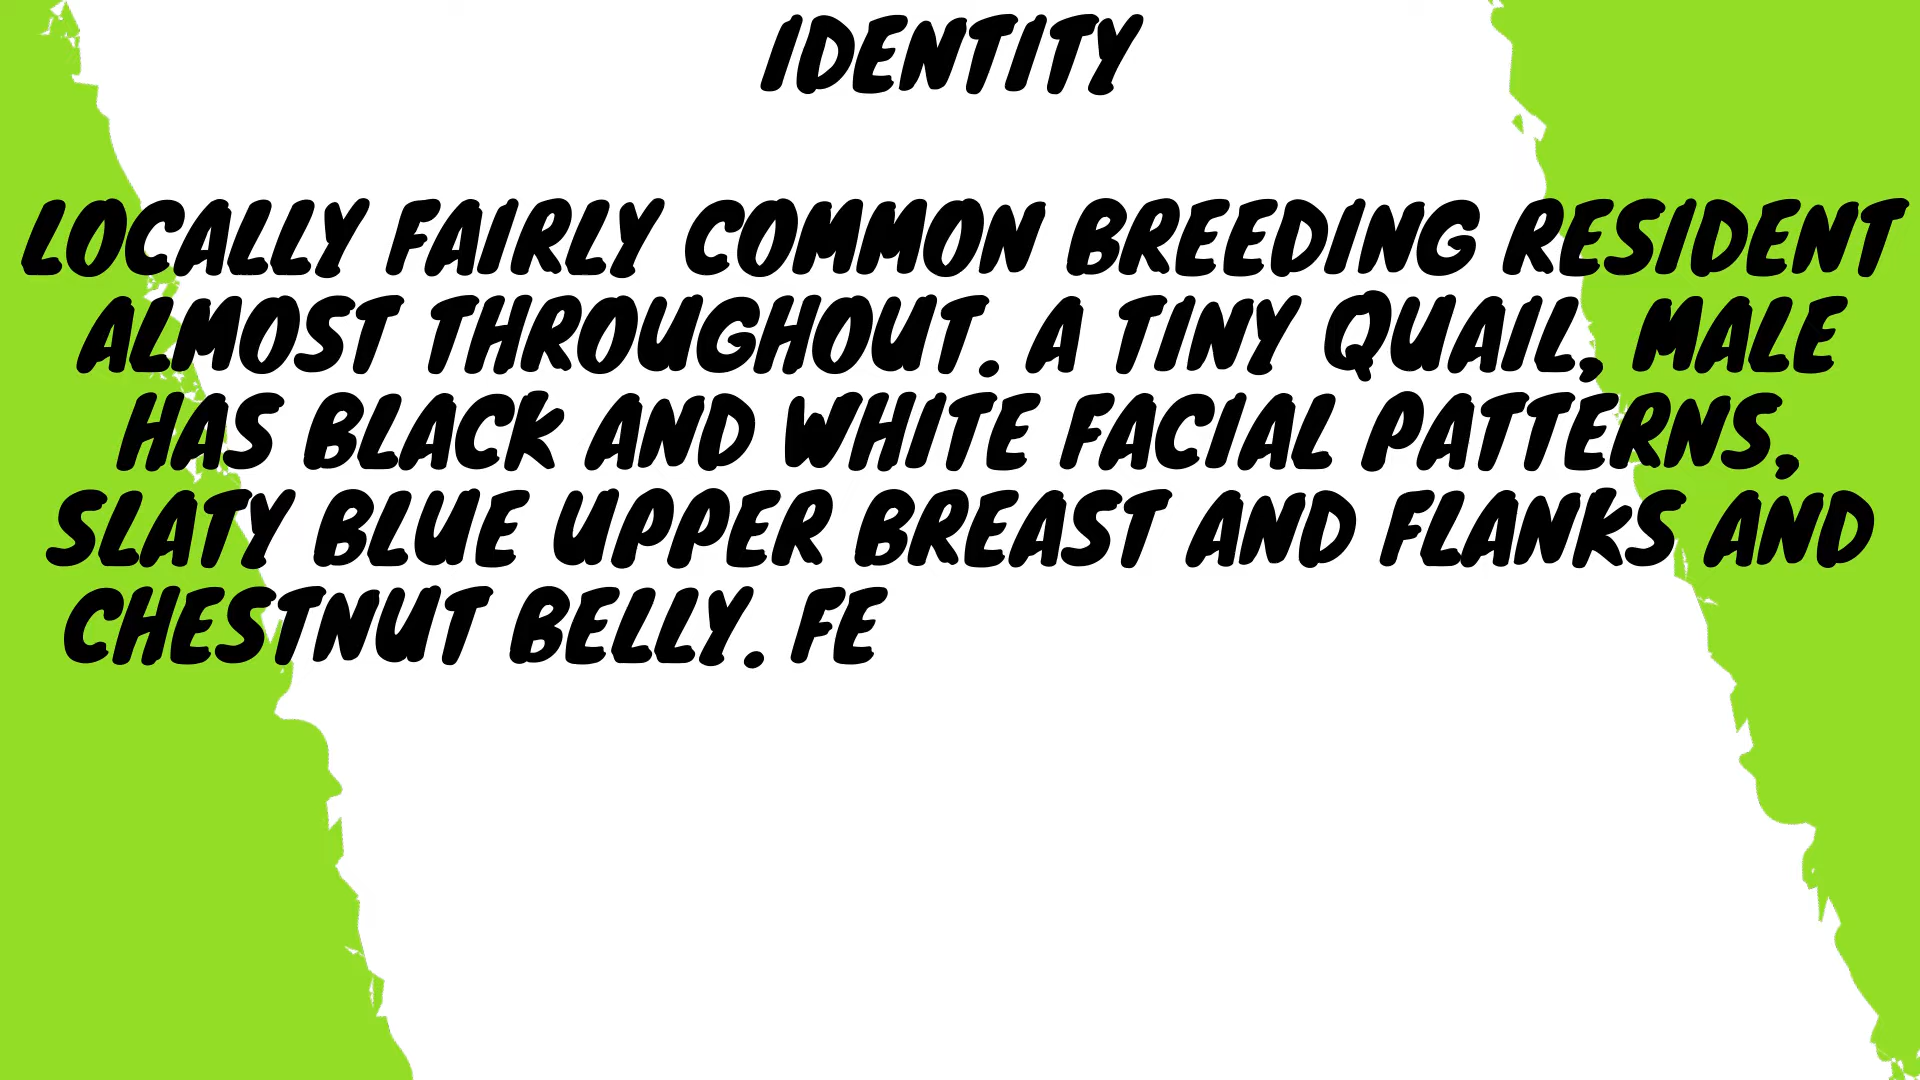 IDENTITY
LOCALLY FAIRLY COMMON BREEDING RESIDENT
ALMOST THROUGHOUT. A TINY QUAIL, MALE
HAS BLACK AND WHITE FACIAL PATTERNS,
SLATY BLUE UPPER BREAST AND FLANKS AND
CHESTNUT BELLY. FE